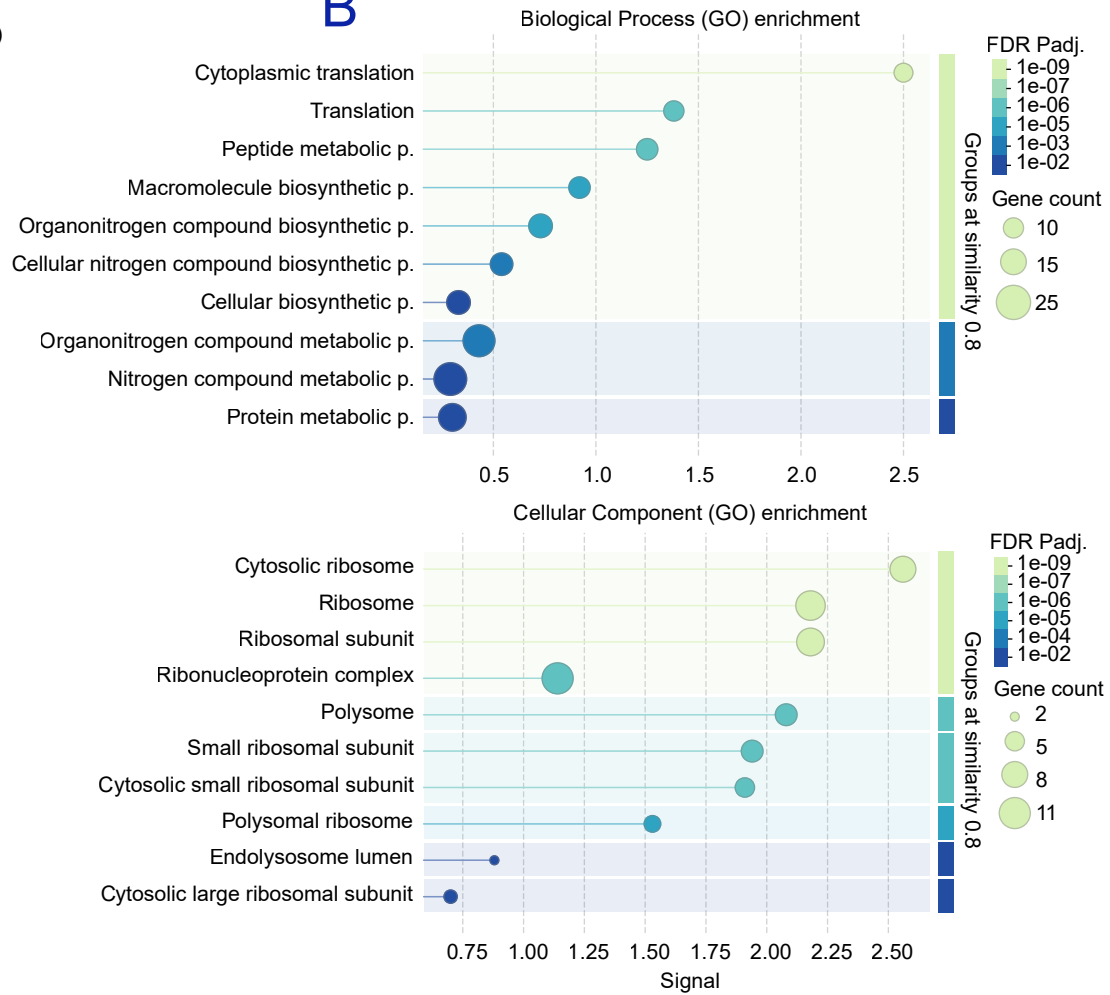 B
Biological Process (GO) enrichment
Cytoplasmic translation
Translation
Peptide metabolic p.
Macromolecule biosynthetic p.
Organonitrogen compound biosynthetic p.
Cellular nitrogen compound biosynthetic p.
Cellular biosynthetic p.
Organonitrogen compound metabolic p.
Nitrogen compound metabolic p.
Protein metabolic p.
0.5 1.0 1.5 2.0 2.5
Groups at similarity 0.8
FDR Padj.
1e-09
1e-07
1e-06
1e-05
1e-03
1e-02
Gene count
10
15
25
Cellular Component (GO) enrichment
Cytosolic ribosome
Ribosome
Ribosomal subunit
Ribonucleoprotein complex
Polysome
Small ribosomal subunit
Cytosolic small ribosomal subunit
Polysomal ribosome
Endolysosome lumen
Cytosolic large ribosomal subunit
0.75 1.00 1.25 1.50 1.75 2.00 2.25 2.50
Signal
Groups at similarity 0.8
FDR Padj.
1e-09
1e-07
1e-06
1e-05
1e-04
1e-02
Gene count
2
5
8
11